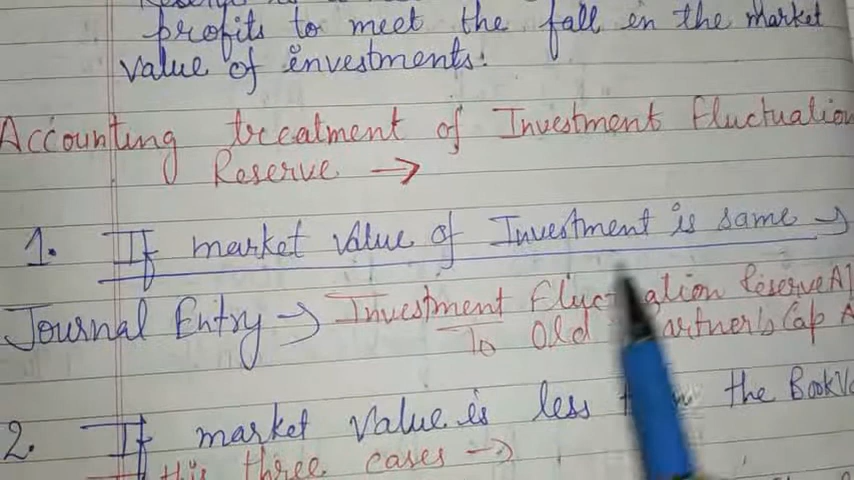 profits to meet the fall in the market
value of investments.
Accounting treatment of Investment Fluctuation
Reserve →
1. If market value of Investment is same →
Journal Entry → Investment Fluctuation Reserve A/
To Old Partner's Cap A
2. If market value is less the Book
this three cases →